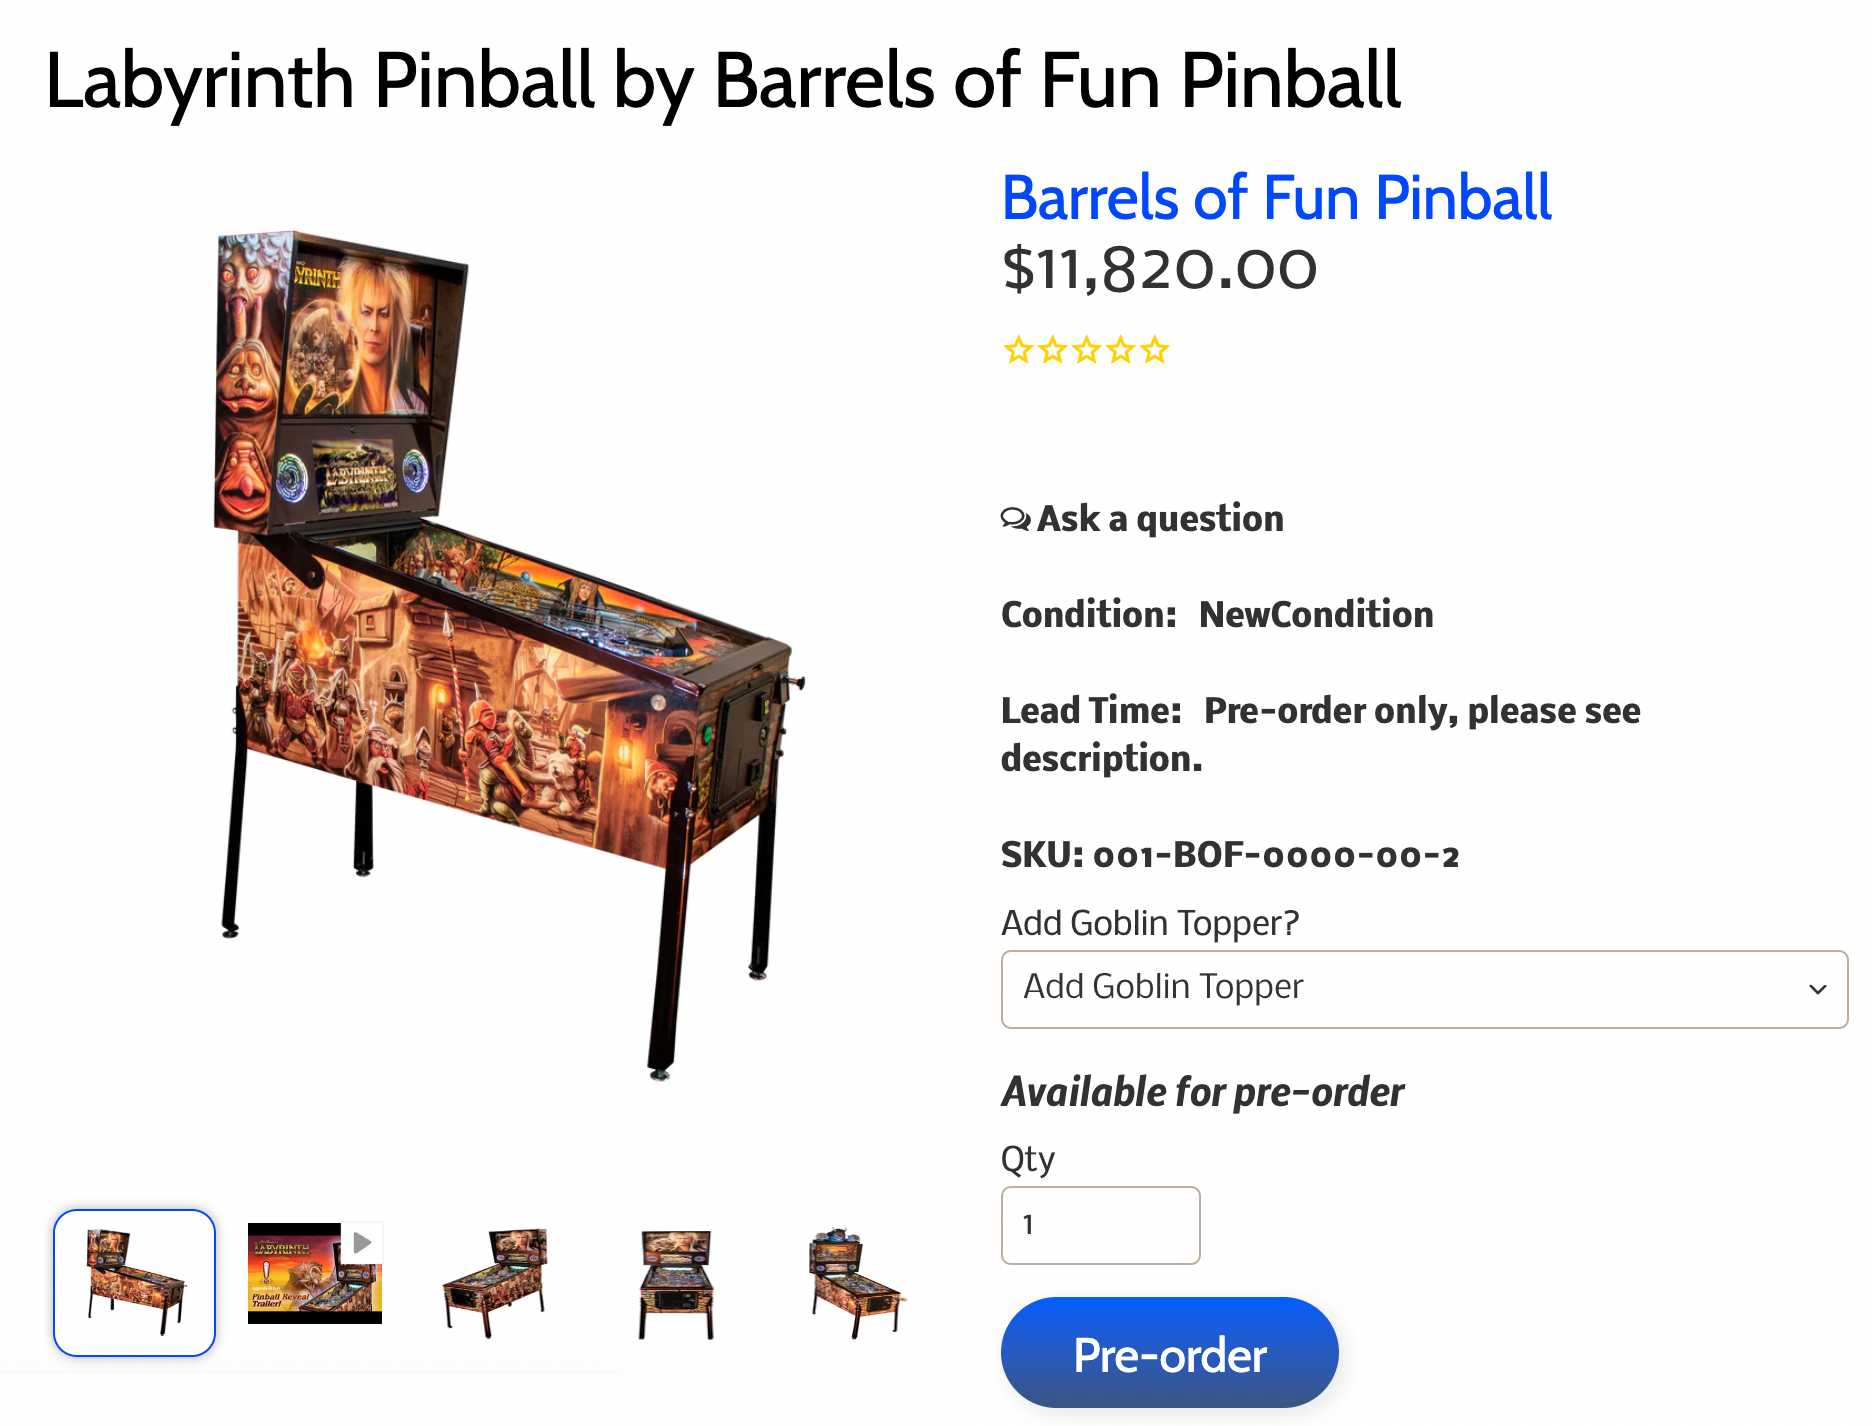 Labyrinth Pinball by Barrels of Fun Pinball
YRINTH
LABYRINTH
LABYRINTH
Pinball Reveal
Trailer!
Barrels of Fun Pinball
$11,820.00
Ask a question
Condition: NewCondition
Lead Time: Pre-order only, please see
description.
SKU: 001-BOF-0000-00-2
Add Goblin Topper?
Add Goblin Topper
Available for pre-order
Qty
1
Pre-order